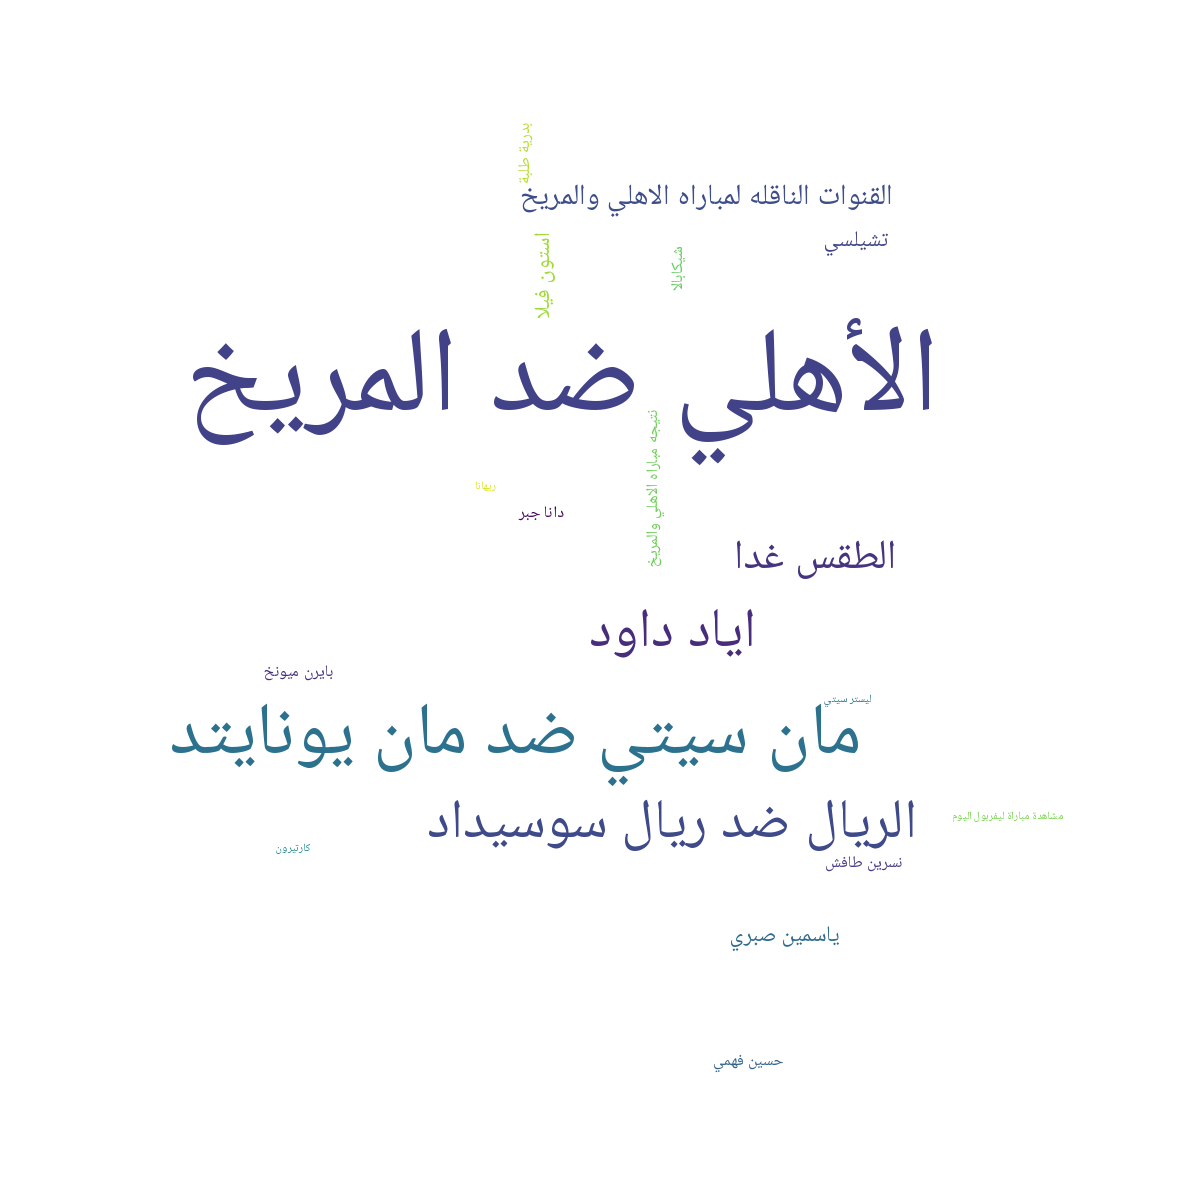 بدرية طلبة
القنوات الناقله لمباراه الاهلي والمريخ
تشيلسي
استون فيلا
شيكابالا
الأهلي ضد المريخ
نتيجه مباراه الاهلي والمريخ
ريهانا
دانا جبر
الطقس غدا
اياد داود
بايرن ميونخ
ليستر سيتي
مان سيتي ضد مان يونايتد
الريال ضد ريال سوسيداد
مشاهدة مباراة ليفربول اليوم
كارتيرون
نسرين طافش
ياسمين صبري
حسين فهمي